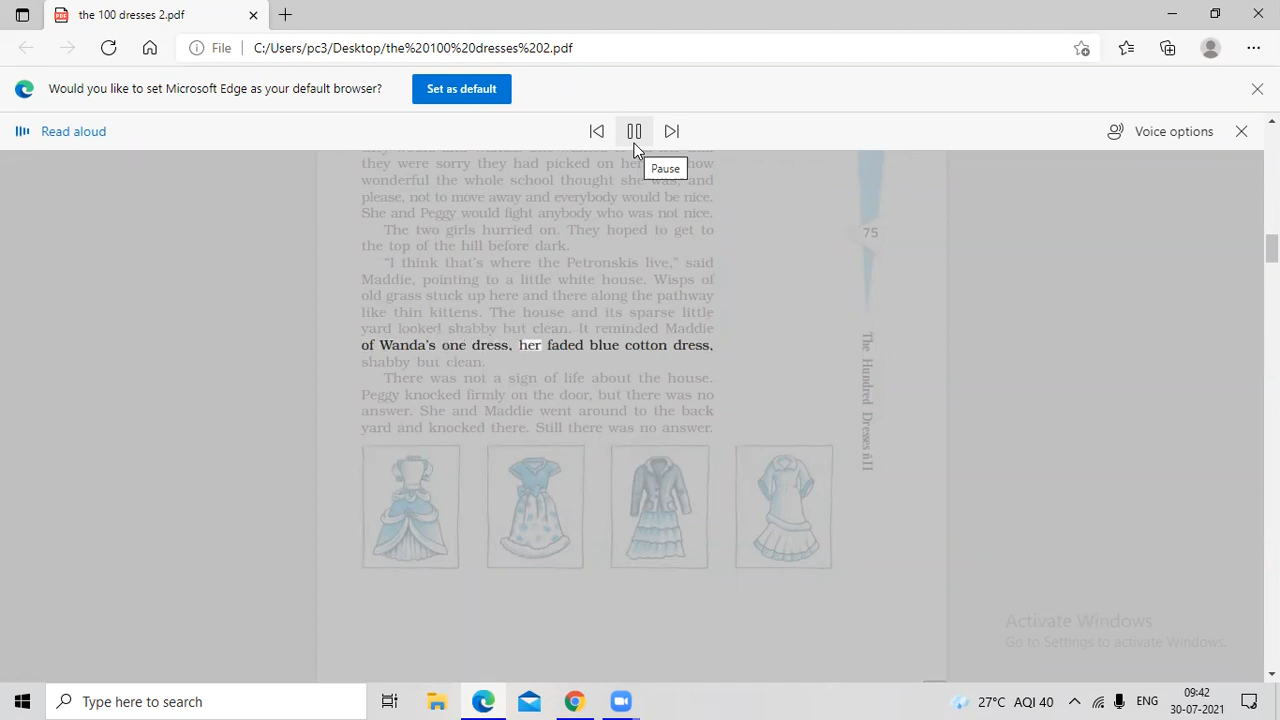 the 100 dresses 2.pdf
File
C:/Users/pc3/Desktop/the%20100%20dresses%202.pdf
Would you like to set Microsoft Edge as your default browser?
Set as default
Read aloud
Voice options
Pause
they were sorry they had picked on her how
wonderful the whole school thought she was, and
please, not to move away and everybody would be nice.
She and Peggy would fight anybody who was not nice.
The two girls hurried on. They hoped to get to
the top of the hill before dark.
“I think that’s where the Petronskis live,” said
Maddie, pointing to a little white house. Wisps of
old grass stuck up here and there along the pathway
like thin kittens. The house and its sparse little
yard looked shabby but clean. It reminded Maddie
of Wanda’s one dress, her faded blue cotton dress,
shabby but clean.
There was not a sign of life about the house.
Peggy knocked firmly on the door, but there was no
answer. She and Maddie went around to the back
yard and knocked there. Still there was no answer.
75
The Hundred Dresses ñ II
Activate Windows
Go to Settings to activate Windows.
Type here to search
27°C AQI 40
ENG
09:42
30-07-2021